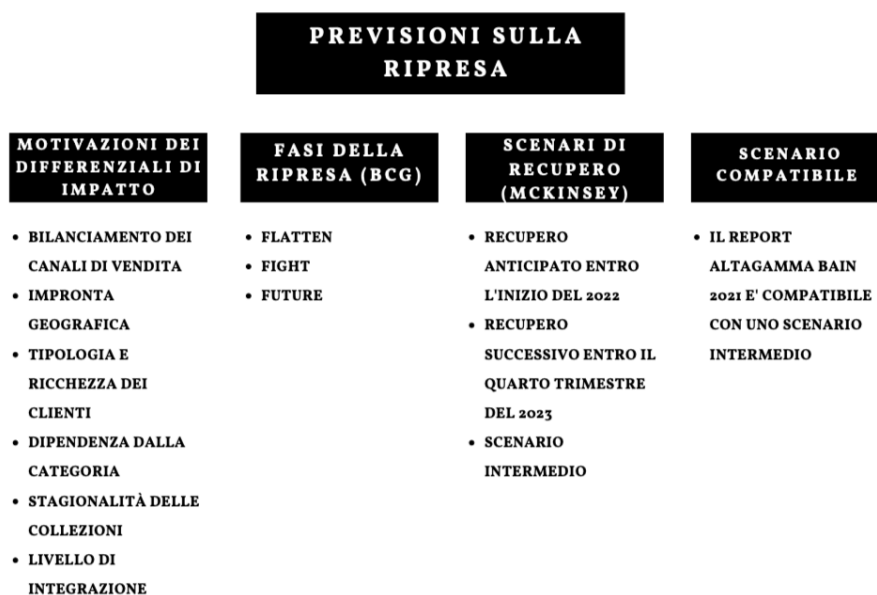 PREVISIONI SULLA
RIPRESA
MOTIVAZIONI DEI
DIFFERENZIALI DI
IMPATTO
• BILANCIAMENTO DEI
CANALI DI VENDITA
• IMPRONTA
GEOGRAFICA
• TIPOLOGIA E
RICCHEZZA DEI
CLIENTI
• DIPENDENZA DALLA
CATEGORIA
• STAGIONALITÀ DELLE
COLLEZIONI
• LIVELLO DI
INTEGRAZIONE
FASI DELLA
RIPRESA (BCG)
• FLATTEN
• FIGHT
• FUTURE
SCENARI DI
RECUPERO
(MCKINSEY)
• RECUPERO
ANTICIPATO ENTRO
L'INIZIO DEL 2022
• RECUPERO
SUCCESSIVO ENTRO IL
QUARTO TRIMESTRE
DEL 2023
• SCENARIO
INTERMEDIO
SCENARIO
COMPATIBILE
• IL REPORT
ALTAGAMMA BAIN
2021 E' COMPATIBILE
CON UNO SCENARIO
INTERMEDIO